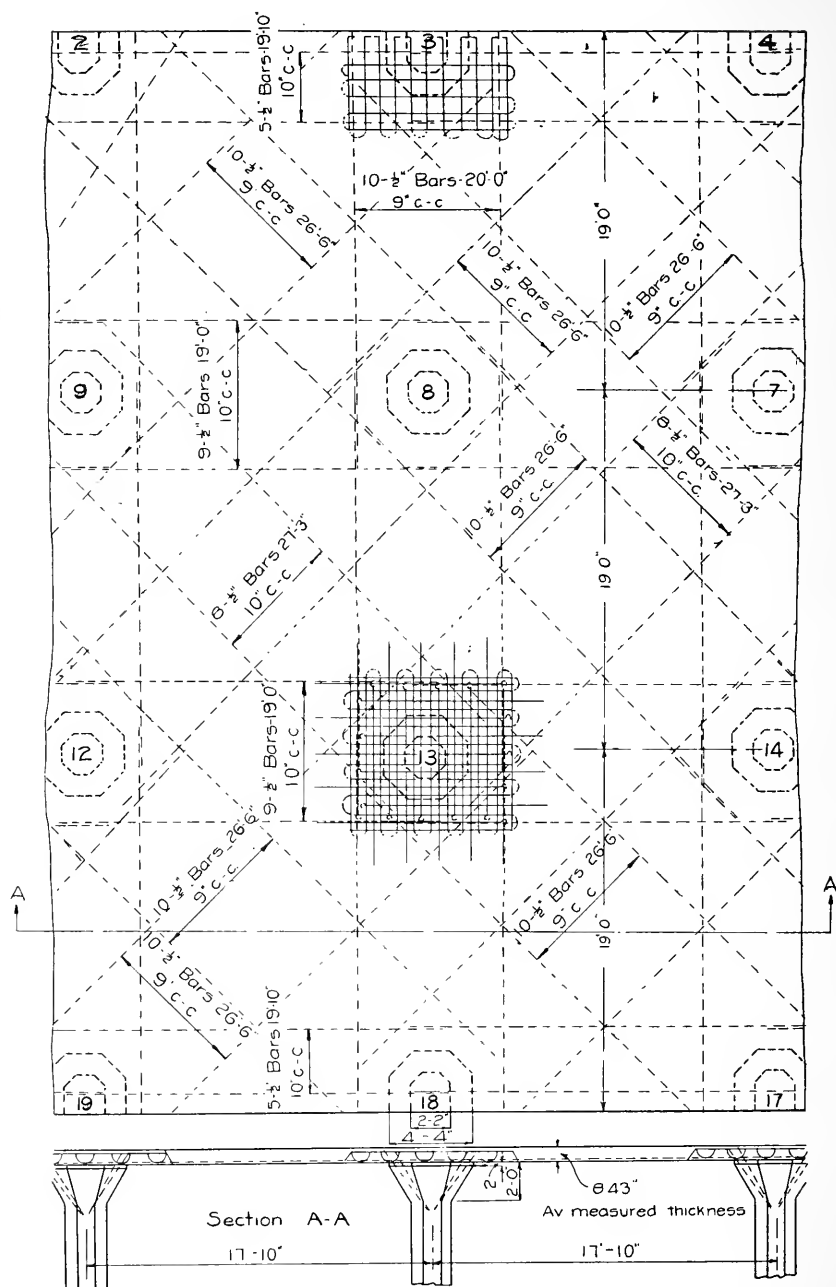 2
3
4
5-½" Bars-19'-10"
10" c-c
10-½" Bars 26'-6"
9" c-c
10-½" Bars-20'-0"
9" c-c
19'0"
10-½" Bars 26'-6"
9" c-c
10-½" Bars 26'-6"
9" c-c
9
8
7
9-½" Bars 19'-0"
10" c-c
10-½" Bars 26'-6"
9" c-c
8-½" Bars-27'-3"
10" c-c
8-½" Bars 27'-3"
10" c-c
19'0"
9-½" Bars-19'0"
10" c-c
12
13
14
10-½" Bars 26'-6"
9" c-c
10-½" Bars 26'6"
9" c-c
A
A
10-½" Bars 26'-6"
9" c-c
19'0"
5-½" Bars 19'-10"
10" c-c
19
18
17
2'-2"
4'-4"
2"
2'-0"
8.43"
Av measured thickness
Section A-A
17'-10"
17'-10"